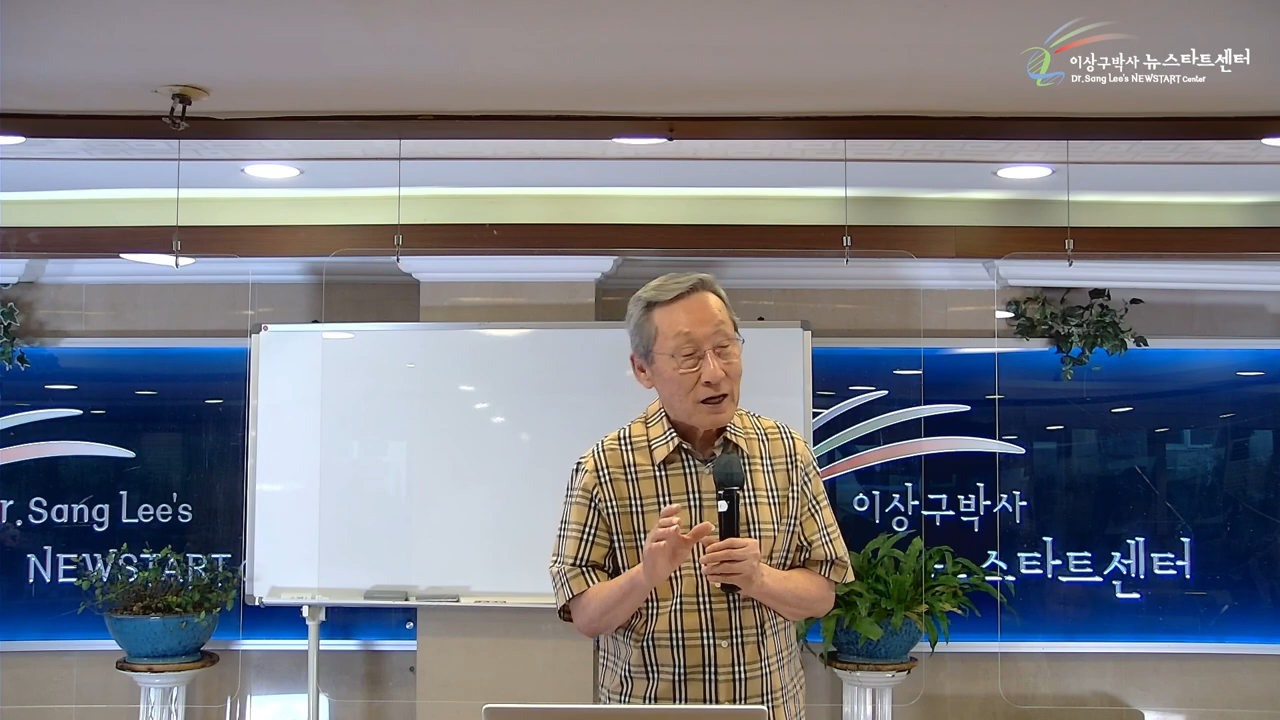 이상구박사 뉴스타트센터
Dr. Sang Lee's NEWSTART Center
r. Sang Lee's
NEWSTART
이상구박사
스타트센터